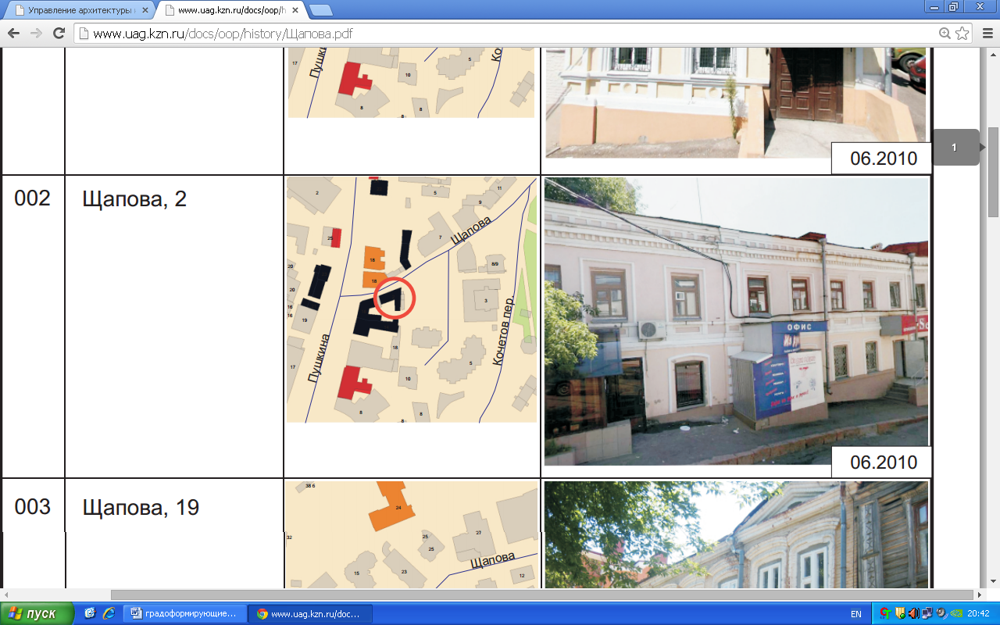 Управление архитектуры
www.uag.kzn.ru/docs/oop/h
www.uag.kzn.ru/docs/oop/history/Щапова.pdf
17
Пушки
10
5
Ко
8
8
8
06.2010
1
002
Щапова, 2
2
5
11
9
25
7
Щапова
18
18
8/9
20
20
16
16
19
3
Пушкина
Кочетов пер.
18
17
5
10
8
8
8
ОФИС
06.2010
003
Щапова, 19
38 б
24
32
27
25
25
Щапова
15
23
12
пуск
градоформирующие...
www.uag.kzn.ru/doc...
EN
20:42